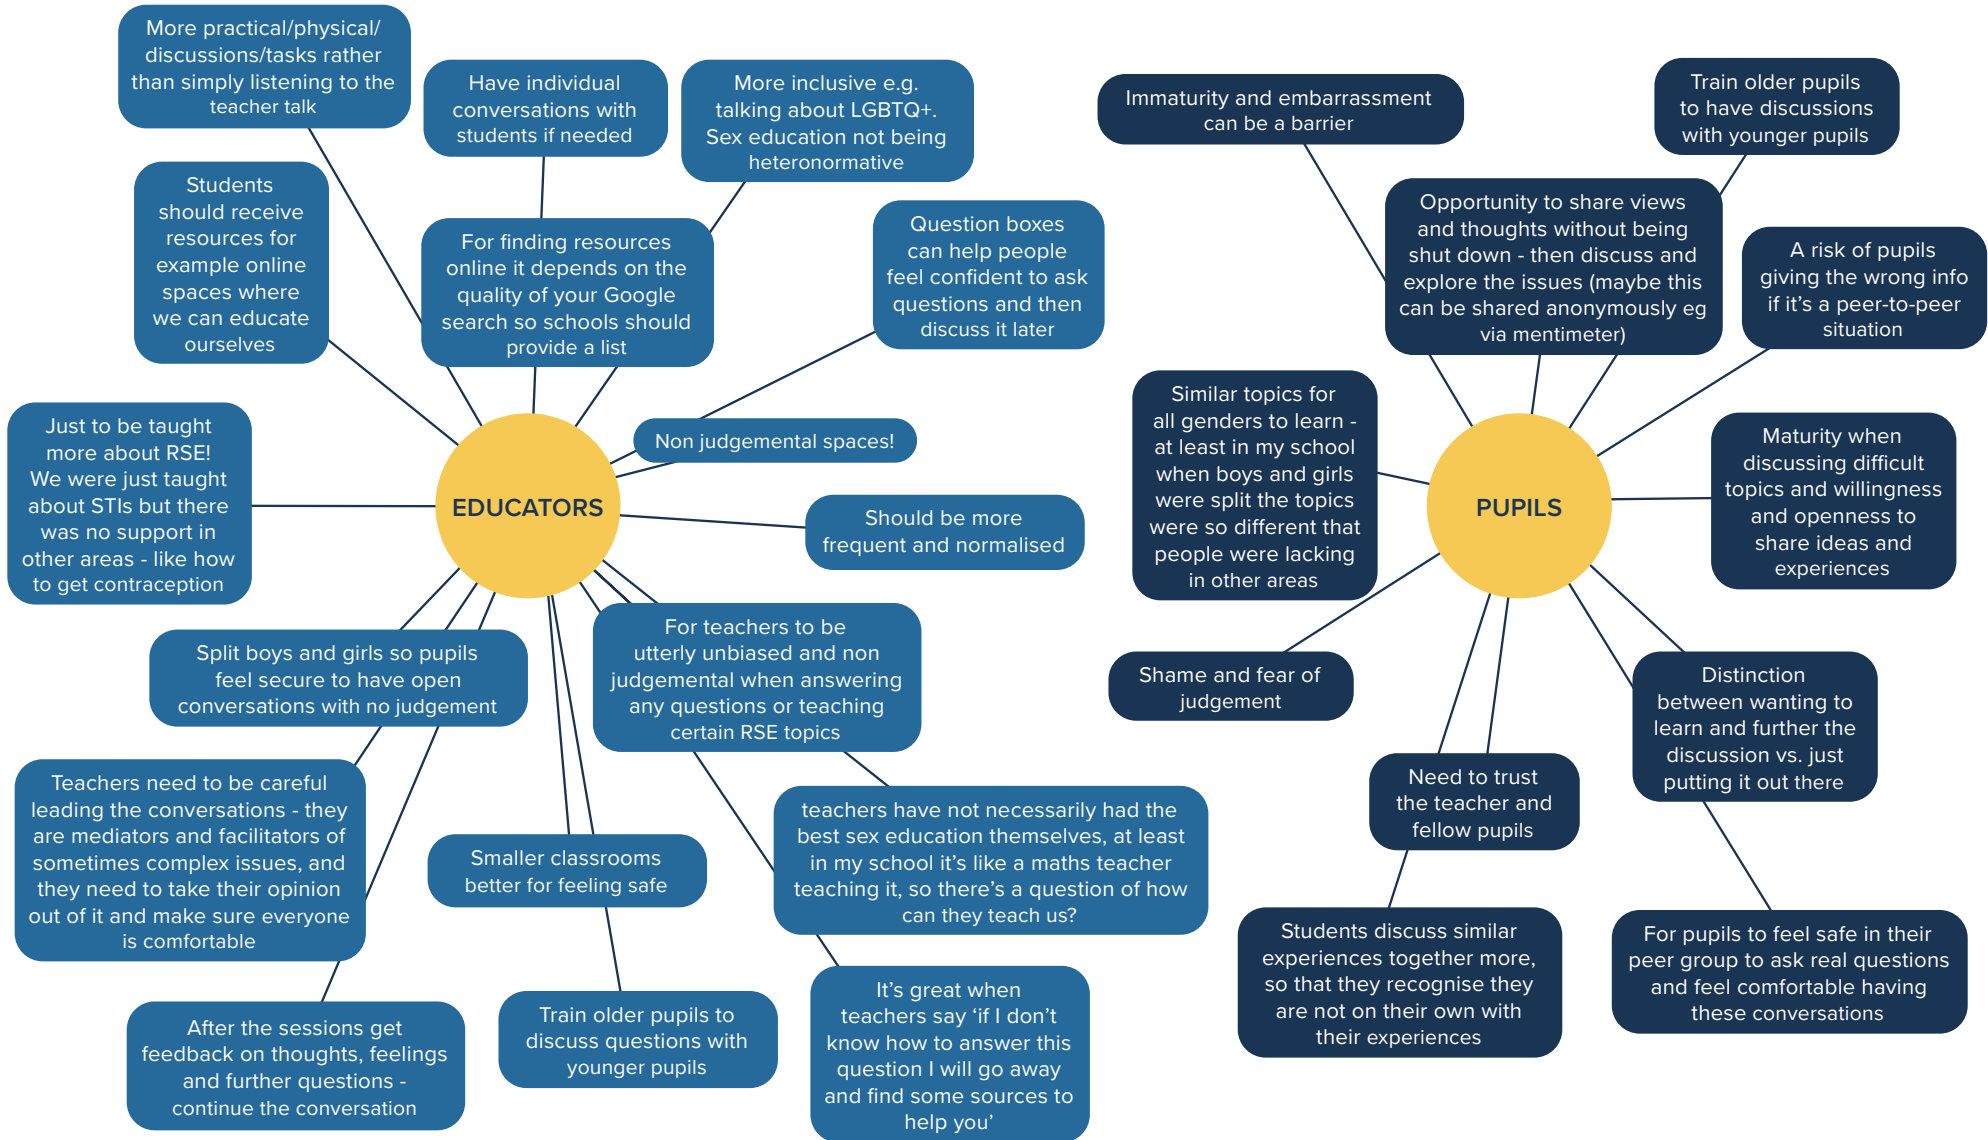 More practical/physical/
discussions/tasks rather
than simply listening to the
teacher talk
Have individual
conversations with
students if needed
More inclusive e.g.
talking about LGBTQ+.
Sex education not being
heteronormative
Students
should receive
resources for
example online
spaces where
we can educate
ourselves
For finding resources
online it depends on the
quality of your Google
search so schools should
provide a list
Question boxes
can help people
feel confident to ask
questions and then
discuss it later
Just to be taught
more about RSE!
We were just taught
about STIs but there
was no support in
other areas - like how
to get contraception
Non judgemental spaces!
EDUCATORS
Should be more
frequent and normalised
Split boys and girls so pupils
feel secure to have open
conversations with no judgement
For teachers to be
utterly unbiased and non
judgemental when answering
any questions or teaching
certain RSE topics
Teachers need to be careful
leading the conversations - they
are mediators and facilitators of
sometimes complex issues, and
they need to take their opinion
out of it and make sure everyone
is comfortable
Smaller classrooms
better for feeling safe
teachers have not necessarily had the
best sex education themselves, at least
in my school it's like a maths teacher
teaching it, so there's a question of how
can they teach us?
After the sessions get
feedback on thoughts, feelings
and further questions -
continue the conversation
Train older pupils to
discuss questions with
younger pupils
It's great when
teachers say ‘if I don't
know how to answer this
question I will go away
and find some sources to
help you’
Immaturity and embarrassment
can be a barrier
Train older pupils
to have discussions
with younger pupils
Opportunity to share views
and thoughts without being
shut down - then discuss and
explore the issues (maybe this
can be shared anonymously eg
via mentimeter)
A risk of pupils
giving the wrong info
if it's a peer-to-peer
situation
Similar topics for
all genders to learn -
at least in my school
when boys and girls
were split the topics
were so different that
people were lacking
in other areas
PUPILS
Maturity when
discussing difficult
topics and willingness
and openness to
share ideas and
experiences
Shame and fear of
judgement
Distinction
between wanting to
learn and further the
discussion vs. just
putting it out there
Need to trust
the teacher and
fellow pupils
Students discuss similar
experiences together more,
so that they recognise they
are not on their own with
their experiences
For pupils to feel safe in their
peer group to ask real questions
and feel comfortable having
these conversations